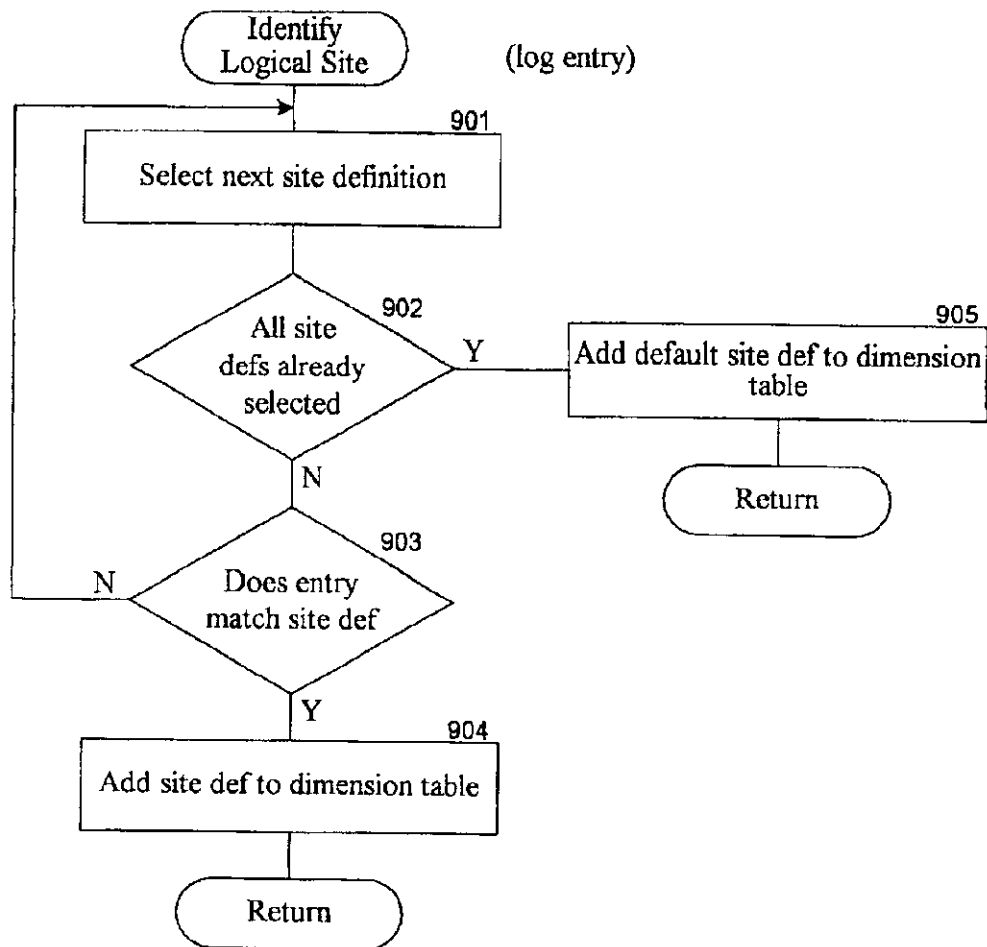 Identify
Logical Site
(log entry)
901
Select next site definition
902
All site
defs already
selected
Y
905
Add default site def to dimension
table
Return
N
903
Does entry
match site def
N
Y
904
Add site def to dimension table
Return